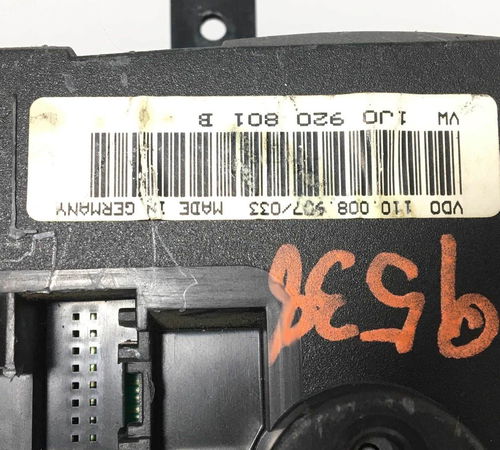 VDO 110.008.907/033 MADE IN GERMANY
VW 1J0 920 801 B
9538